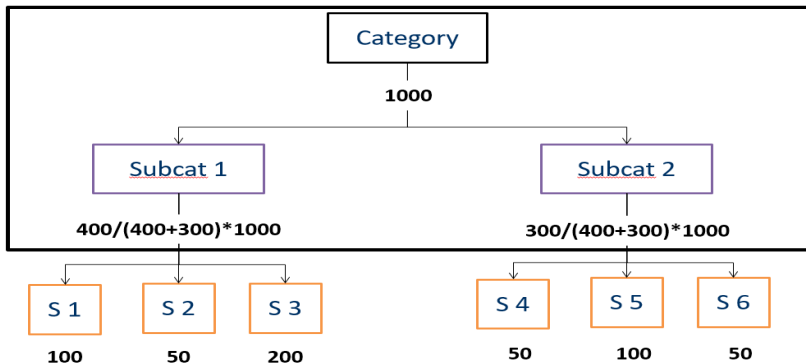 Category
1000
Subcat 1 Subcat 2
400/(400+300)*1000 300/(400+300)*1000
S 1 S 2 S 3 S 4 S 5 S 6
100 50 200 50 100 50